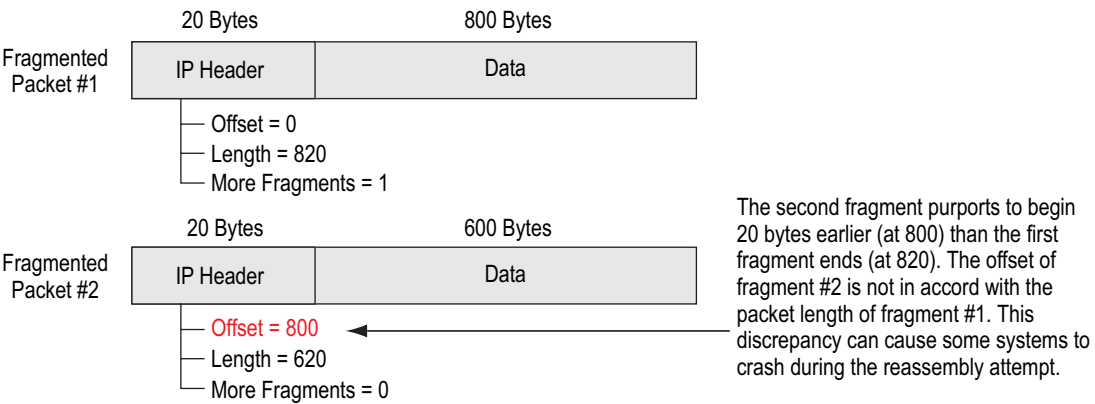 20 Bytes
800 Bytes
Fragmented
Packet #1
IP Header
Data
Offset = 0
Length = 820
More Fragments = 1
20 Bytes
600 Bytes
Fragmented
Packet #2
IP Header
Data
Offset = 800
Length = 620
More Fragments = 0
The second fragment purports to begin
20 bytes earlier (at 800) than the first
fragment ends (at 820). The offset of
fragment #2 is not in accord with the
packet length of fragment #1. This
discrepancy can cause some systems to
crash during the reassembly attempt.